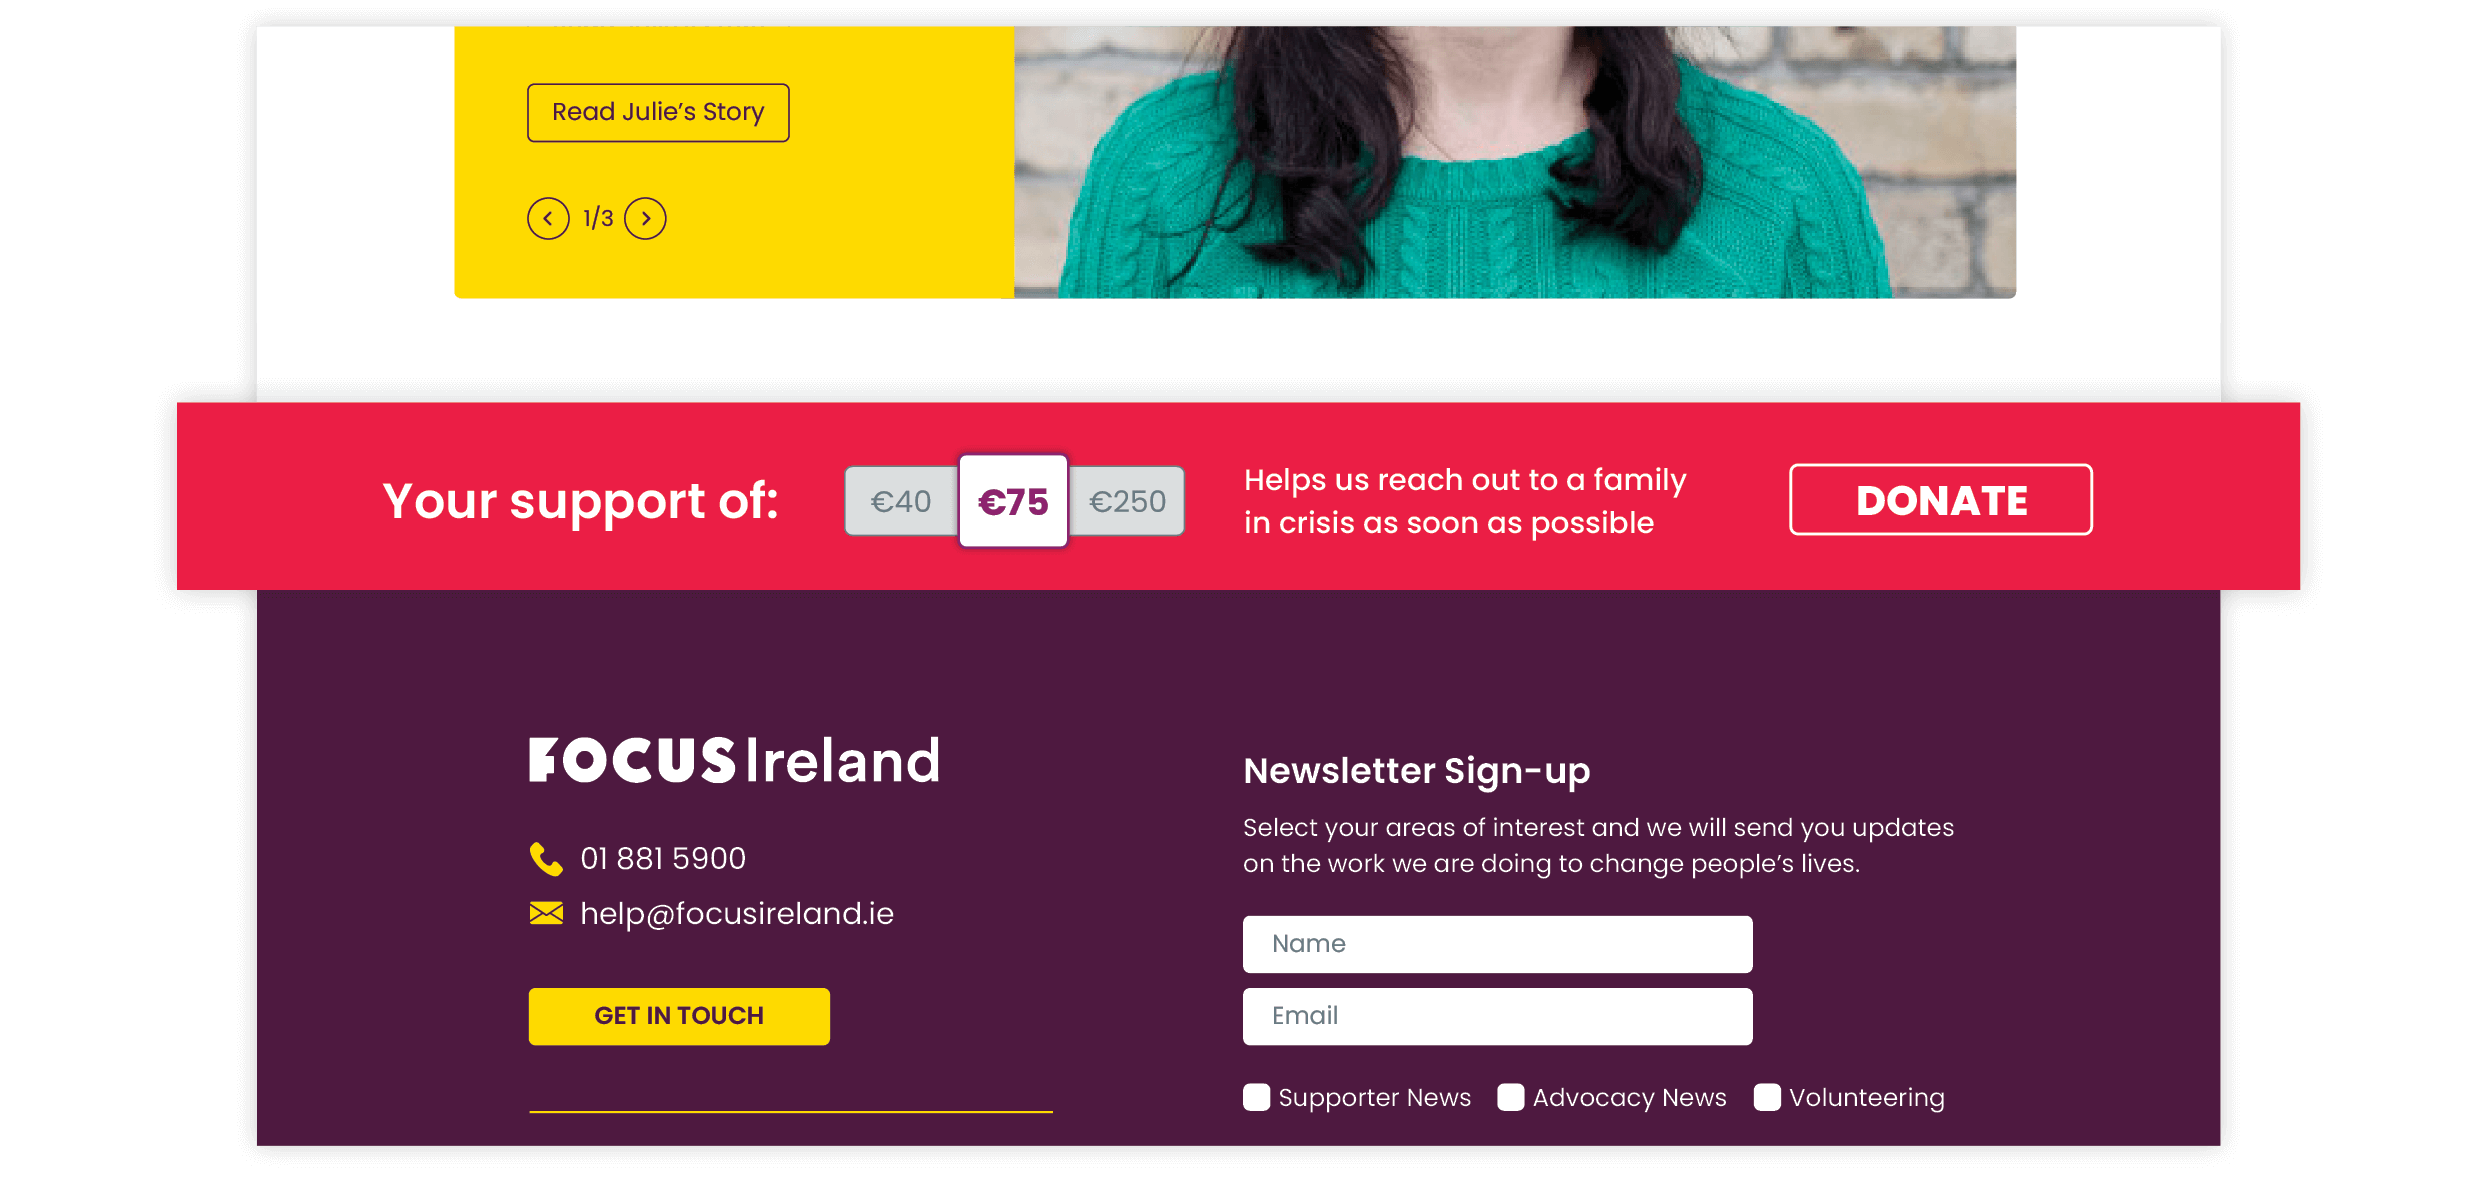 Read Julie’s Story
1/3
Your support of:
€40
€75
€250
Helps us reach out to a family
in crisis as soon as possible
DONATE
FOCUS Ireland
01 881 5900
help@focusireland.ie
GET IN TOUCH
Newsletter Sign-up
Select your areas of interest and we will send you updates
on the work we are doing to change people’s lives.
Name
Email
Supporter News
Advocacy News
Volunteering